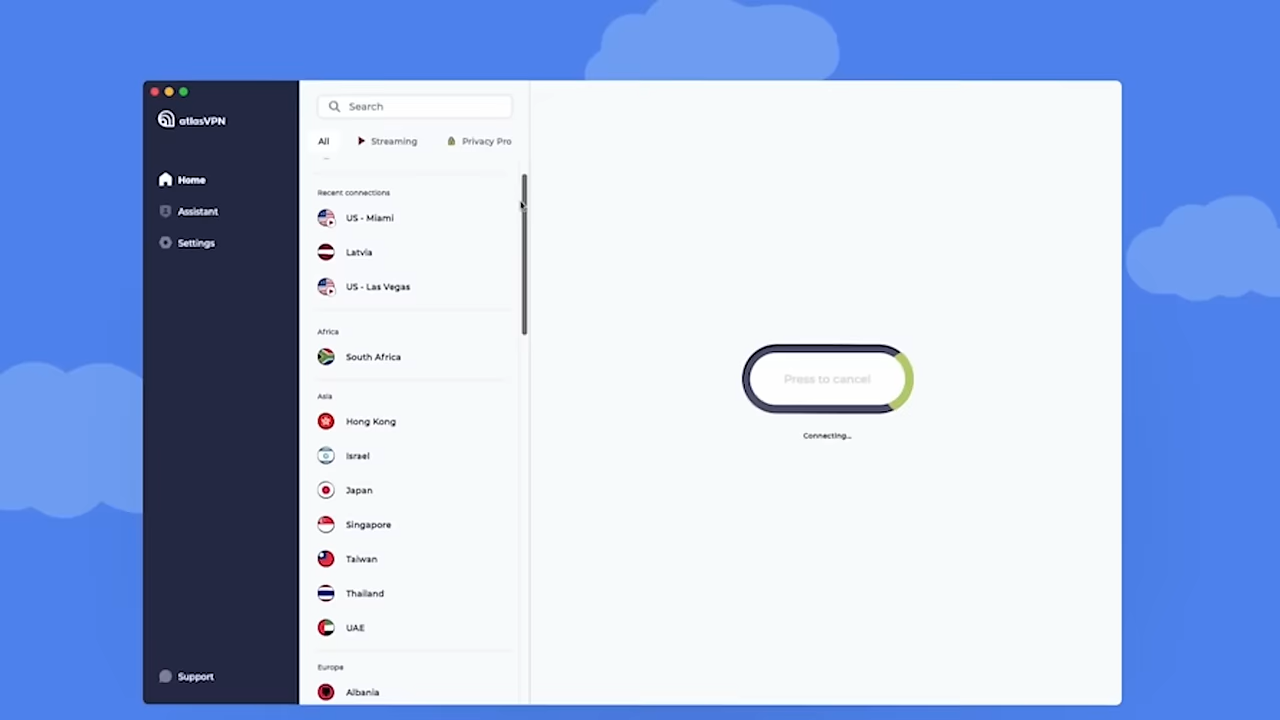 atlasVPN
Home
Assistant
Settings
Support
Search
All
Streaming
Privacy Pro
Recent connections
US - Miami
Latvia
US - Las Vegas
Africa
South Africa
Asia
Hong Kong
Israel
Japan
Singapore
Taiwan
Thailand
UAE
Europe
Albania
Press to cancel
Connecting...